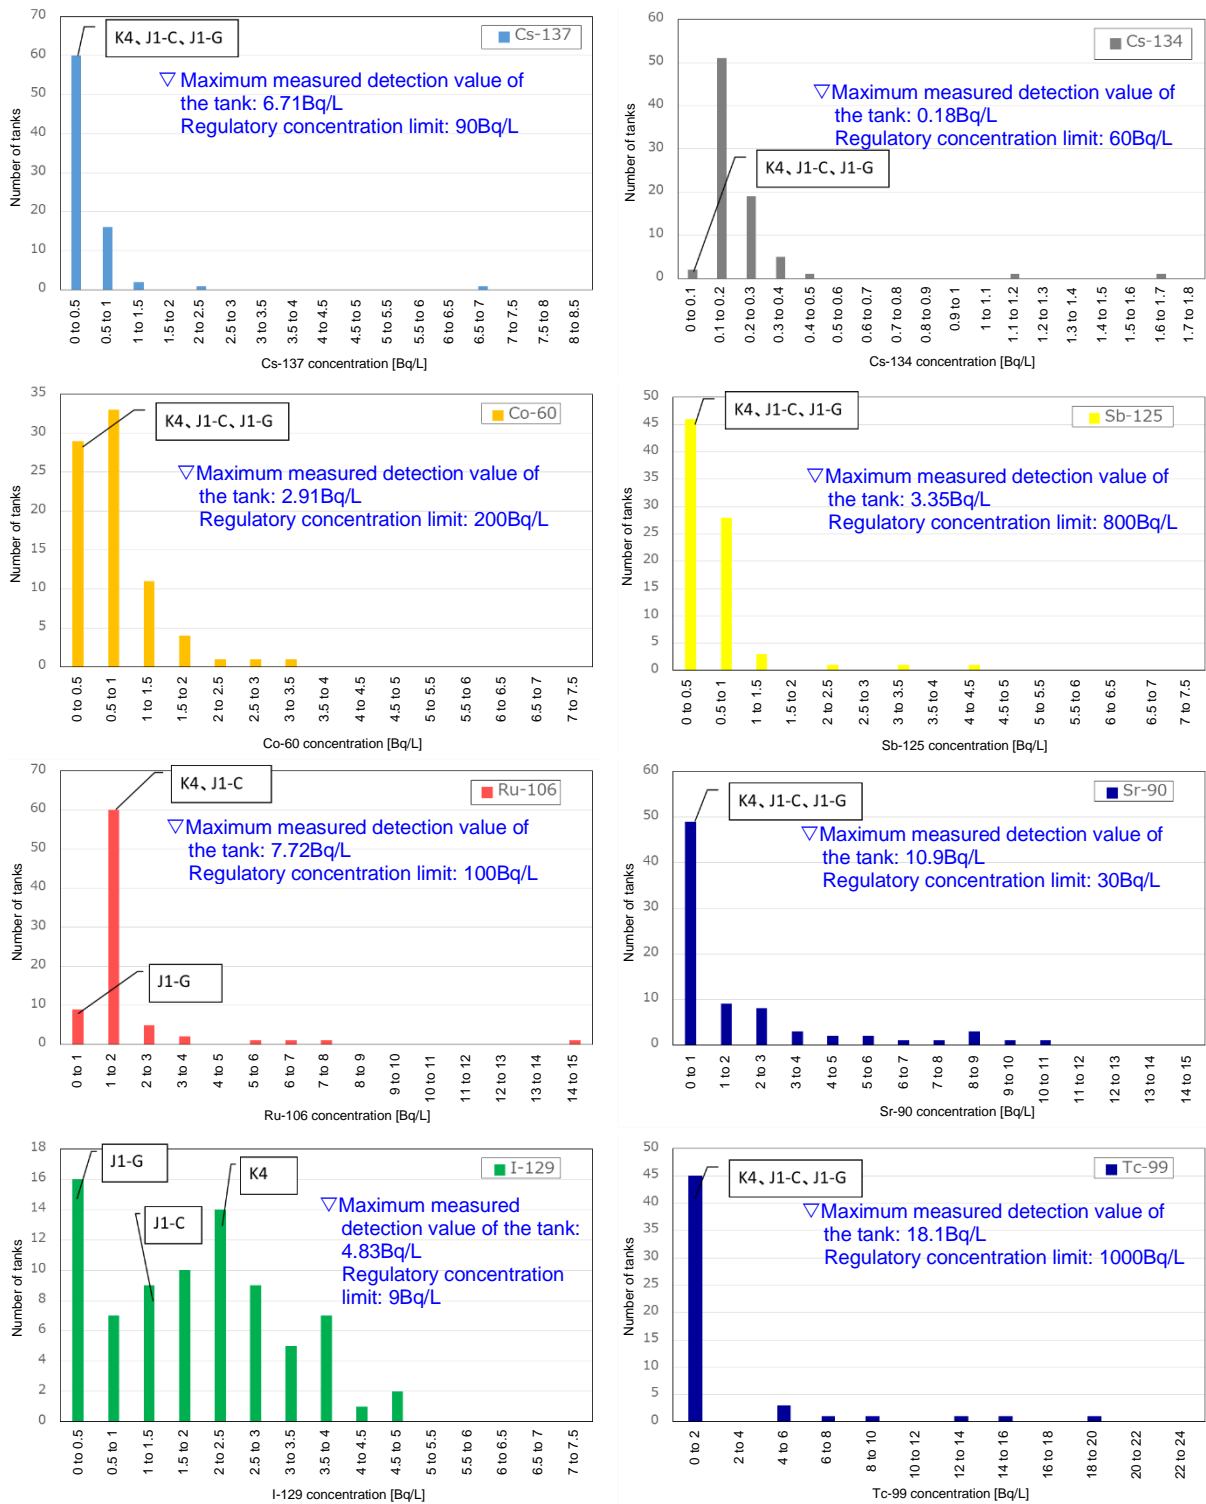 70
60
50
40
30
20
10
0
Number of tanks
K4、J1-C、J1-G
Cs-137
▽Maximum measured detection value of
the tank: 6.71Bq/L
Regulatory concentration limit: 90Bq/L
0 to 0.5
0.5 to 1
1 to 1.5
1.5 to 2
2 to 2.5
2.5 to 3
3 to 3.5
3.5 to 4
4 to 4.5
4.5 to 5
5 to 5.5
5.5 to 6
6 to 6.5
6.5 to 7
7 to 7.5
7.5 to 8
8 to 8.5
Cs-137 concentration [Bq/L]
60
50
40
30
20
10
0
Number of tanks
Cs-134
▽Maximum measured detection value of
the tank: 0.18Bq/L
Regulatory concentration limit: 60Bq/L
K4、J1-C、J1-G
0 to 0.1
0.1 to 0.2
0.2 to 0.3
0.3 to 0.4
0.4 to 0.5
0.5 to 0.6
0.6 to 0.7
0.7 to 0.8
0.8 to 0.9
0.9 to 1
1 to 1.1
1.1 to 1.2
1.2 to 1.3
1.3 to 1.4
1.4 to 1.5
1.5 to 1.6
1.6 to 1.7
1.7 to 1.8
Cs-134 concentration [Bq/L]
35
30
25
20
15
10
5
0
Number of tanks
K4、J1-C、J1-G
Co-60
▽Maximum measured detection value of
the tank: 2.91Bq/L
Regulatory concentration limit: 200Bq/L
0 to 0.5
0.5 to 1
1 to 1.5
1.5 to 2
2 to 2.5
2.5 to 3
3 to 3.5
3.5 to 4
4 to 4.5
4.5 to 5
5 to 5.5
5.5 to 6
6 to 6.5
6.5 to 7
7 to 7.5
Co-60 concentration [Bq/L]
50
45
40
35
30
25
20
15
10
5
0
Number of tanks
K4、J1-C、J1-G
Sb-125
▽Maximum measured detection value of
the tank: 3.35Bq/L
Regulatory concentration limit: 800Bq/L
0 to 0.5
0.5 to 1
1 to 1.5
1.5 to 2
2 to 2.5
2.5 to 3
3 to 3.5
3.5 to 4
4 to 4.5
4.5 to 5
5 to 5.5
5.5 to 6
6 to 6.5
6.5 to 7
7 to 7.5
Sb-125 concentration [Bq/L]
70
60
50
40
30
20
10
0
Number of tanks
K4、J1-C
Ru-106
▽Maximum measured detection value of
the tank: 7.72Bq/L
Regulatory concentration limit: 100Bq/L
J1-G
0 to 1
1 to 2
2 to 3
3 to 4
4 to 5
5 to 6
6 to 7
7 to 8
8 to 9
9 to 10
10 to 11
11 to 12
12 to 13
13 to 14
14 to 15
Ru-106 concentration [Bq/L]
60
50
40
30
20
10
0
Number of tanks
K4、J1-C、J1-G
Sr-90
▽Maximum measured detection value of
the tank: 10.9Bq/L
Regulatory concentration limit: 30Bq/L
0 to 1
1 to 2
2 to 3
3 to 4
4 to 5
5 to 6
6 to 7
7 to 8
8 to 9
9 to 10
10 to 11
11 to 12
12 to 13
13 to 14
14 to 15
Sr-90 concentration [Bq/L]
18
16
14
12
10
8
6
4
2
0
Number of tanks
J1-G
J1-C
K4
I-129
▽Maximum measured
detection value of the tank:
4.83Bq/L
Regulatory concentration
limit: 9Bq/L
0 to 0.5
0.5 to 1
1 to 1.5
1.5 to 2
2 to 2.5
2.5 to 3
3 to 3.5
3.5 to 4
4 to 4.5
4.5 to 5
5 to 5.5
5.5 to 6
6 to 6.5
6.5 to 7
7 to 7.5
I-129 concentration [Bq/L]
50
45
40
35
30
25
20
15
10
5
0
Number of tanks
K4、J1-C、J1-G
Tc-99
▽Maximum measured detection value of
the tank: 18.1Bq/L
Regulatory concentration limit: 1000Bq/L
0 to 2
2 to 4
4 to 6
6 to 8
8 to 10
10 to 12
12 to 14
14 to 16
16 to 18
18 to 20
20 to 22
22 to 24
Tc-99 concentration [Bq/L]